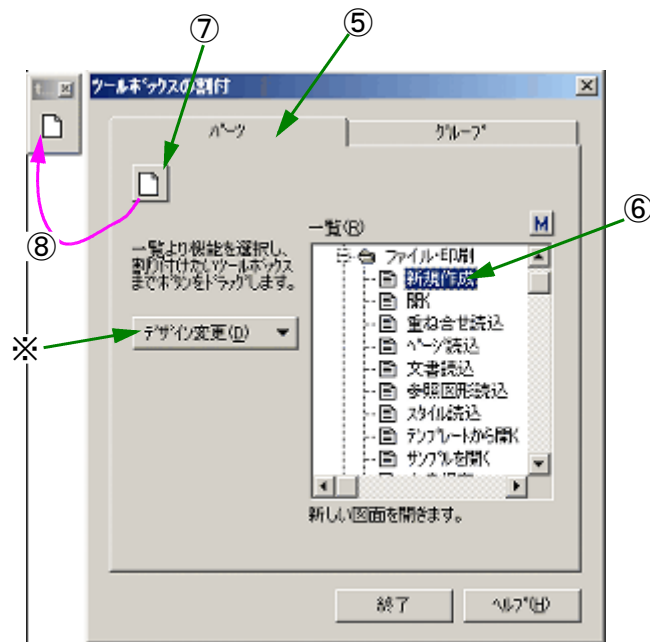 ⑦
⑤
t...
ツールボックスの割付
パーツ
グループ
⑥
⑧
一覧(R)
M
一覧より機能を選択し、
割り付けたいツールボックス
までボタンをドラッグします。
デザイン変更(D)
※
ファイル・印刷
新規作成
開く
重ね合せ読込
ページ読込
文書読込
参照図形読込
スタイル読込
テンプレートから開く
サンプルを開く
新しい図面を開きます。
終了
ヘルプ(H)